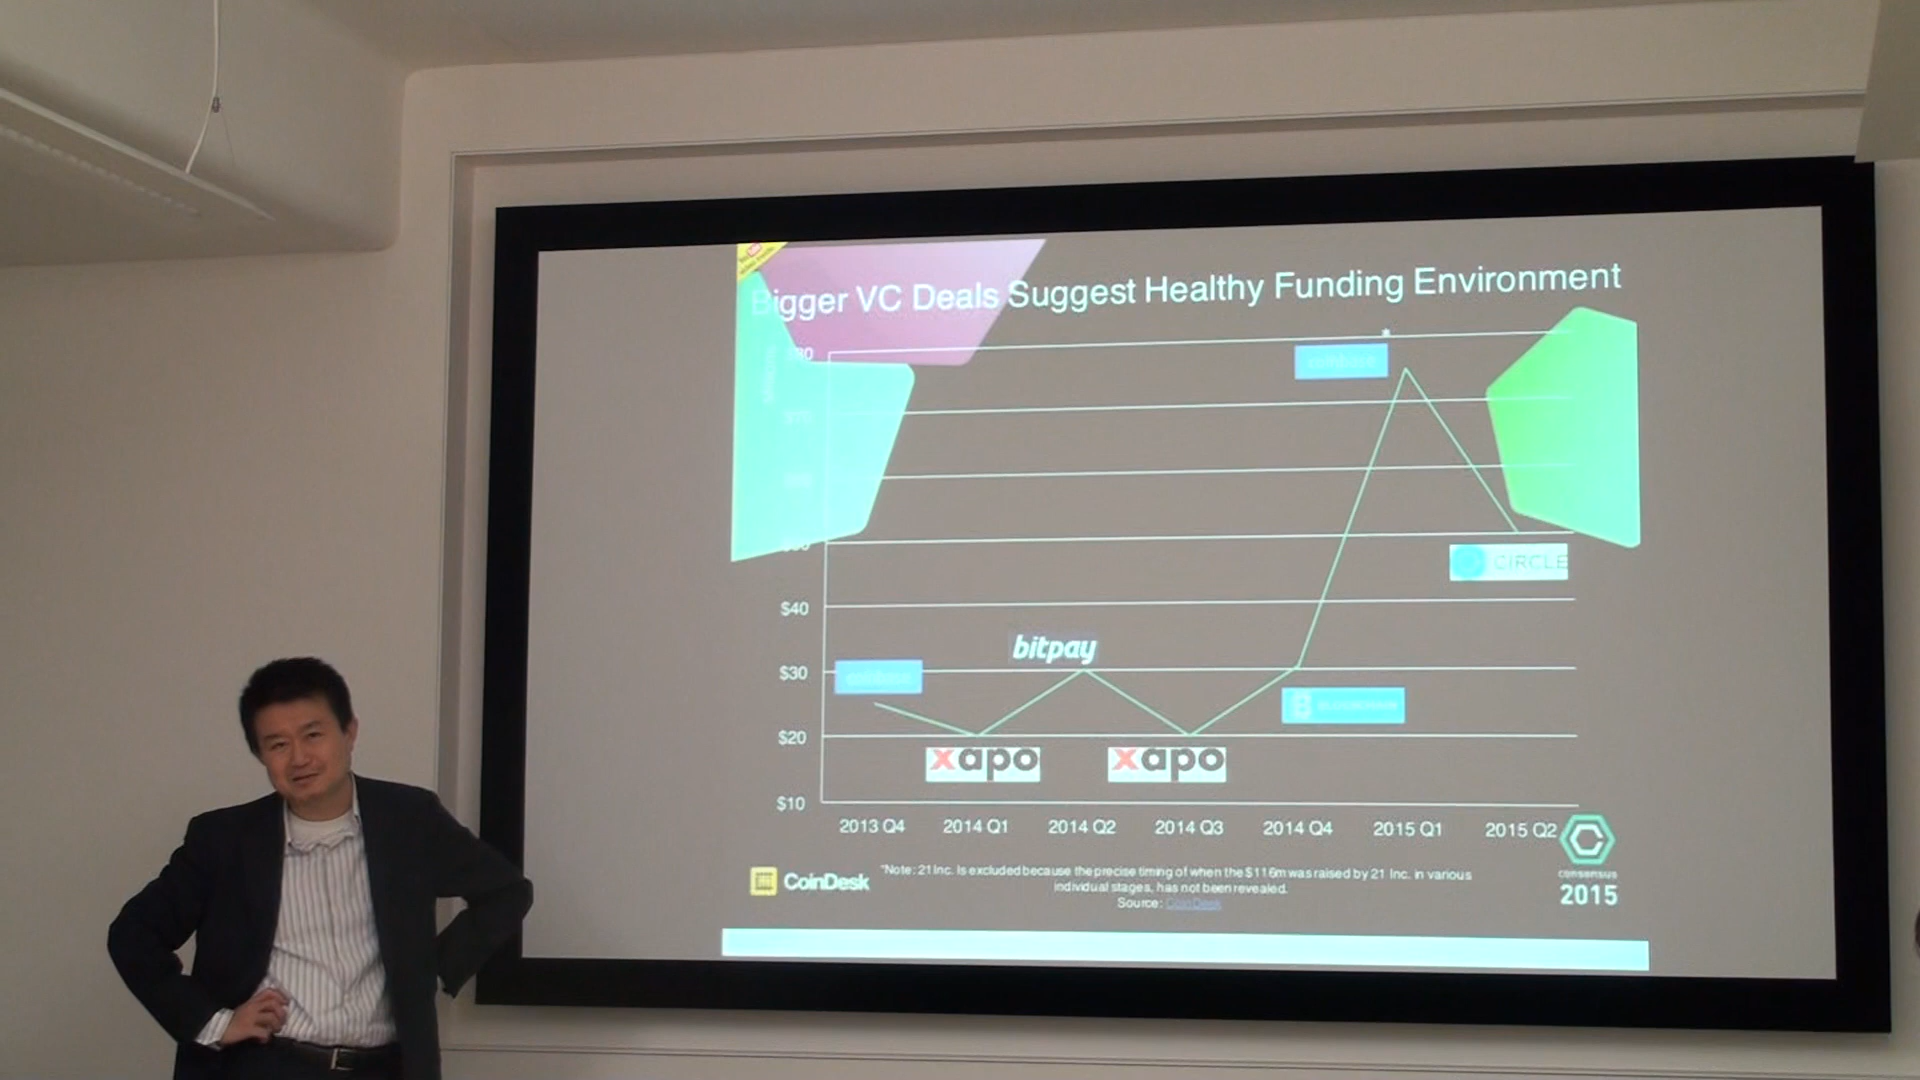 Bigger VC Deals Suggest Healthy Funding Environment
*
coinbase
CIRCLE
$40
bitpay
$30
coinbase
BLOCKCHAIN
$20
xapo
xapo
$10
2013 Q4
2014 Q1
2014 Q2
2014 Q3
2014 Q4
2015 Q1
2015 Q2
CoinDesk
*Note: 21 Inc. Is excluded because the precise timing of when the $116m was raised by 21 Inc. in various
individual stages, has not been revealed.
Source: CoinDesk
consensus
2015